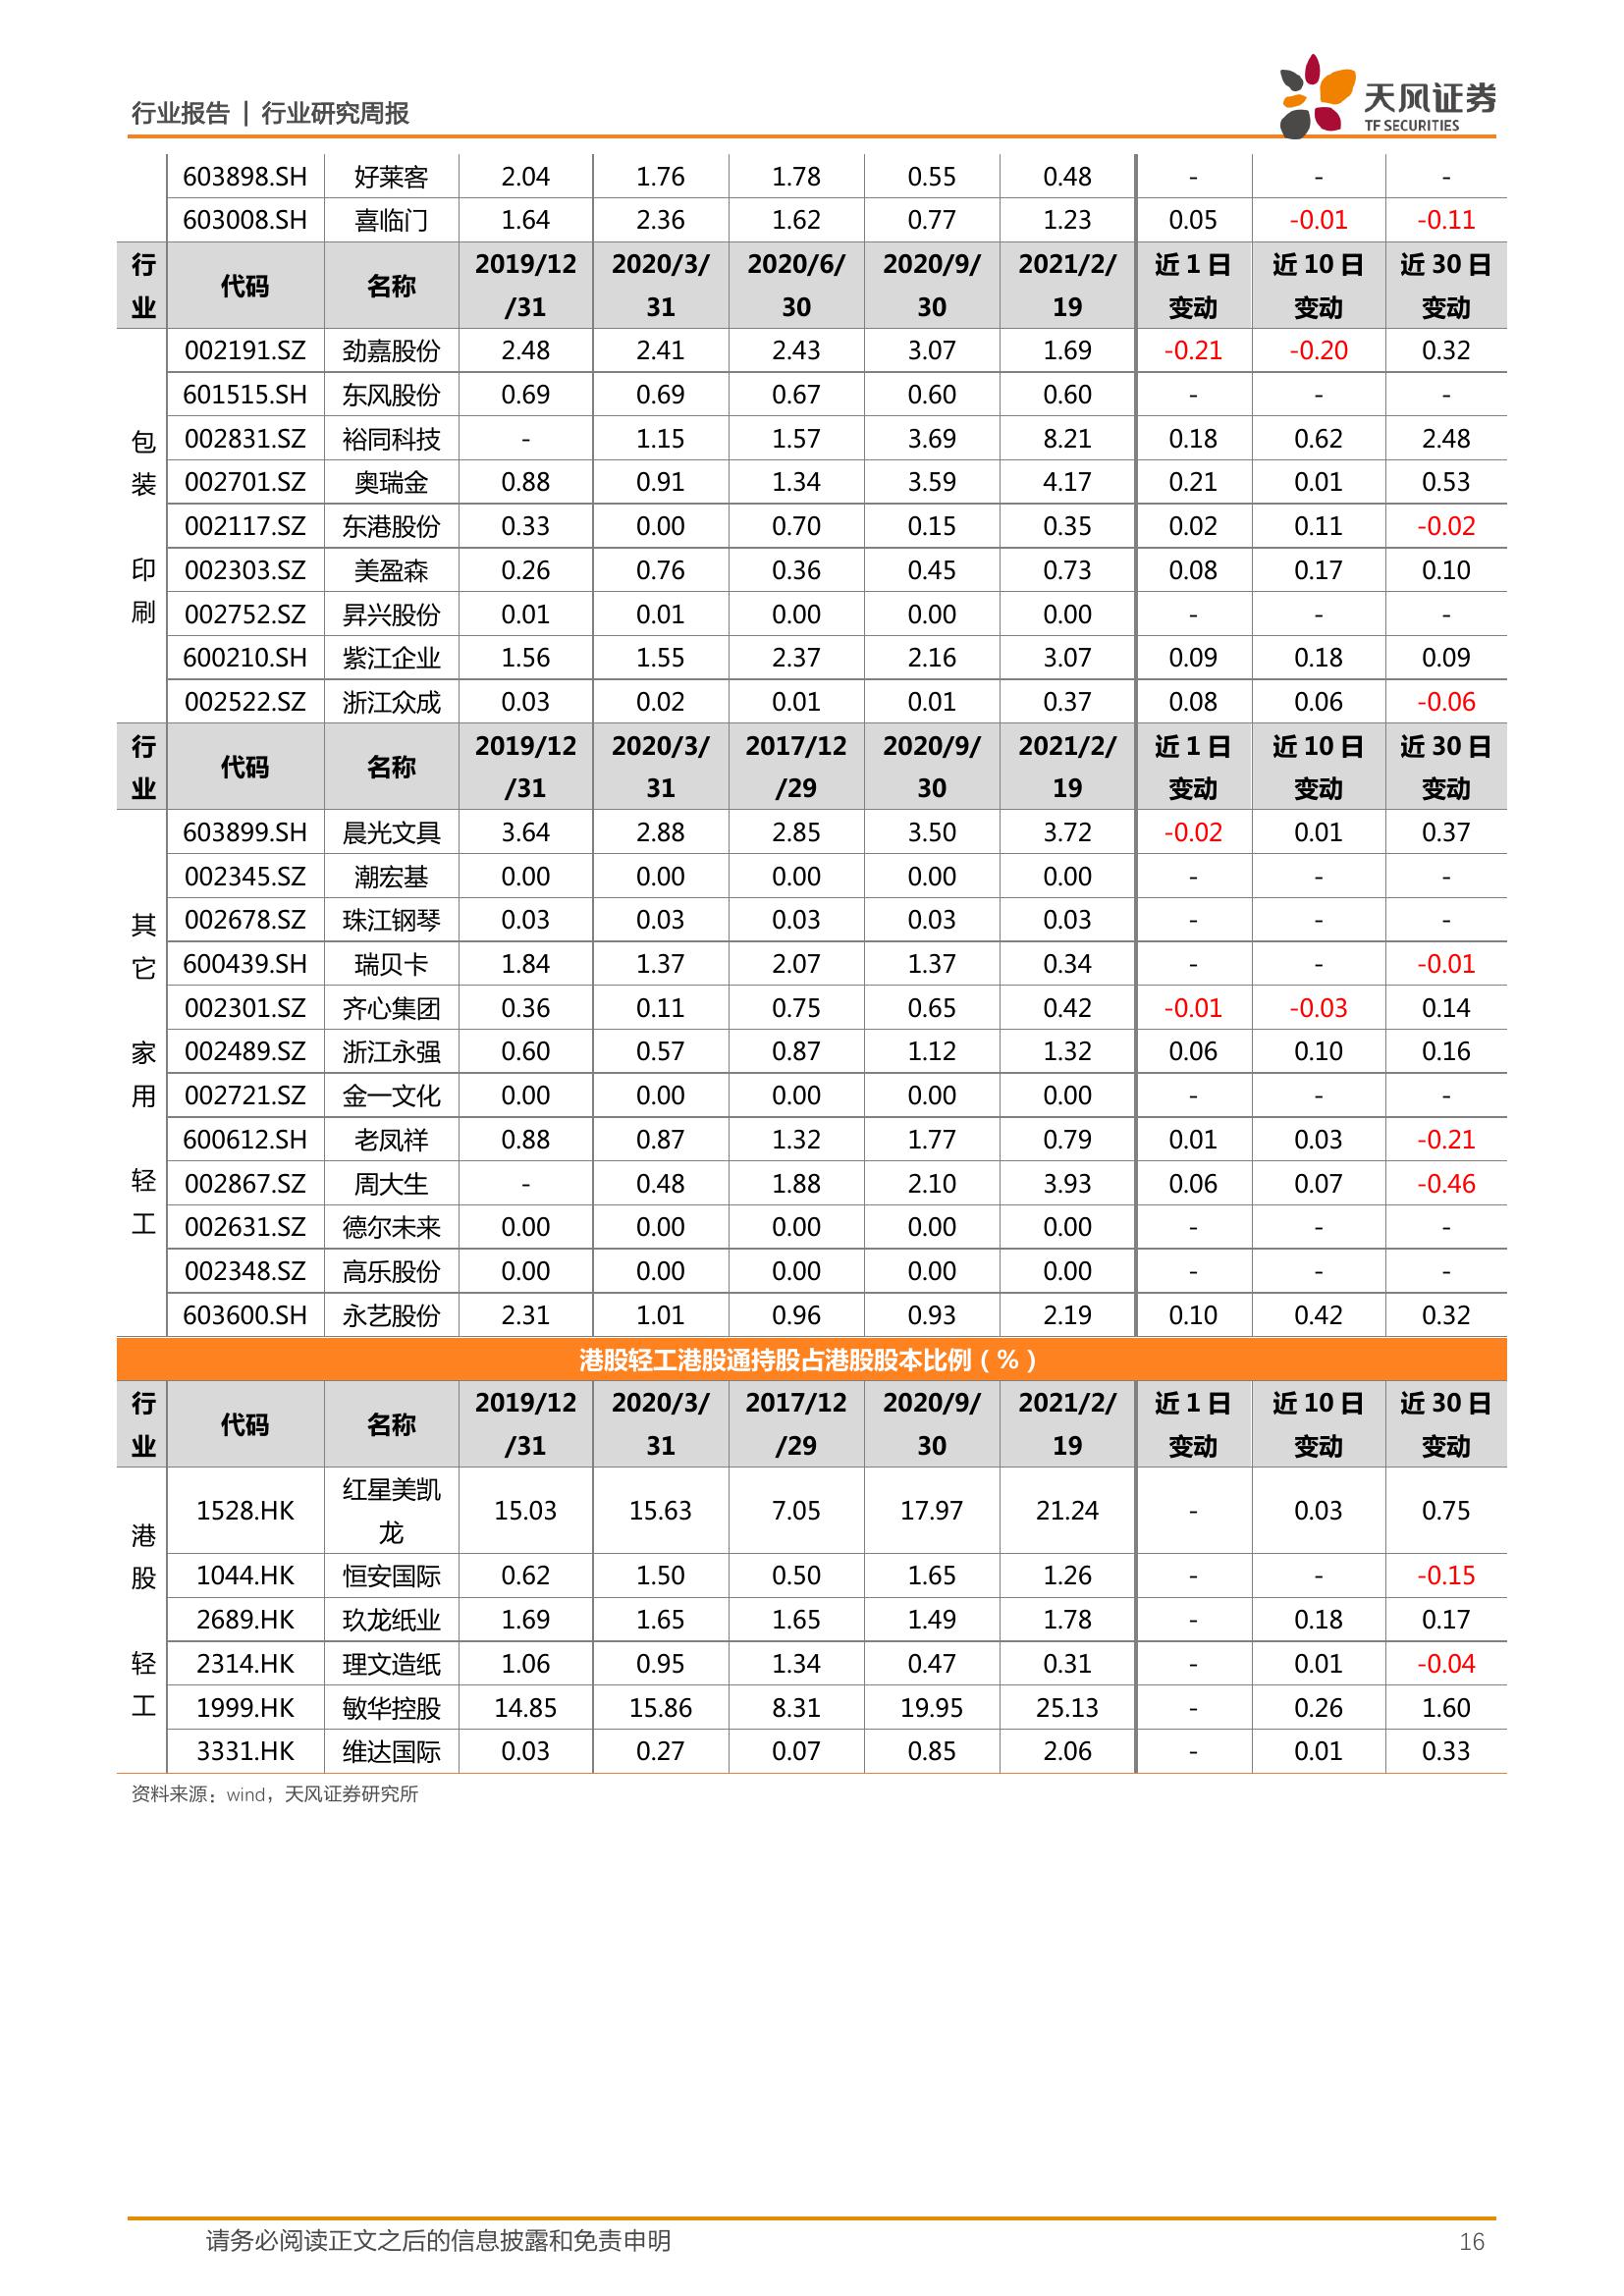 行业报告 | 行业研究周报
天风证券
TF SECURITIES
603898.SH 好莱客 2.04 1.76 1.78 0.55 0.48 - - -
603008.SH 喜临门 1.64 2.36 1.62 0.77 1.23 0.05 -0.01 -0.11
行业 代码 名称 2019/12/31 2020/3/31 2020/6/30 2020/9/30 2021/2/19 近 1 日变动 近 10 日变动 近 30 日变动
包装 印刷
002191.SZ 劲嘉股份 2.48 2.41 2.43 3.07 1.69 -0.21 -0.20 0.32
601515.SH 东风股份 0.69 0.69 0.67 0.60 0.60 - - -
002831.SZ 裕同科技 - 1.15 1.57 3.69 8.21 0.18 0.62 2.48
002701.SZ 奥瑞金 0.88 0.91 1.34 3.59 4.17 0.21 0.01 0.53
002117.SZ 东港股份 0.33 0.00 0.70 0.15 0.35 0.02 0.11 -0.02
002303.SZ 美盈森 0.26 0.76 0.36 0.45 0.73 0.08 0.17 0.10
002752.SZ 昇兴股份 0.01 0.01 0.00 0.00 0.00 - - -
600210.SH 紫江企业 1.56 1.55 2.37 2.16 3.07 0.09 0.18 0.09
002522.SZ 浙江众成 0.03 0.02 0.01 0.01 0.37 0.08 0.06 -0.06
行业 代码 名称 2019/12/31 2020/3/31 2017/12/29 2020/9/30 2021/2/19 近 1 日变动 近 10 日变动 近 30 日变动
其它 家用 轻工
603899.SH 晨光文具 3.64 2.88 2.85 3.50 3.72 -0.02 0.01 0.37
002345.SZ 潮宏基 0.00 0.00 0.00 0.00 0.00 - - -
002678.SZ 珠江钢琴 0.03 0.03 0.03 0.03 0.03 - - -
600439.SH 瑞贝卡 1.84 1.37 2.07 1.37 0.34 - - -0.01
002301.SZ 齐心集团 0.36 0.11 0.75 0.65 0.42 -0.01 -0.03 0.14
002489.SZ 浙江永强 0.60 0.57 0.87 1.12 1.32 0.06 0.10 0.16
002721.SZ 金一文化 0.00 0.00 0.00 0.00 0.00 - - -
600612.SH 老凤祥 0.88 0.87 1.32 1.77 0.79 0.01 0.03 -0.21
002867.SZ 周大生 - 0.48 1.88 2.10 3.93 0.06 0.07 -0.46
002631.SZ 德尔未来 0.00 0.00 0.00 0.00 0.00 - - -
002348.SZ 高乐股份 0.00 0.00 0.00 0.00 0.00 - - -
603600.SH 永艺股份 2.31 1.01 0.96 0.93 2.19 0.10 0.42 0.32
港股轻工港股通持股占港股股本比例（%）
行业 代码 名称 2019/12/31 2020/3/31 2017/12/29 2020/9/30 2021/2/19 近 1 日变动 近 10 日变动 近 30 日变动
港股 轻工
1528.HK 红星美凯龙 15.03 15.63 7.05 17.97 21.24 - 0.03 0.75
1044.HK 恒安国际 0.62 1.50 0.50 1.65 1.26 - - -0.15
2689.HK 玖龙纸业 1.69 1.65 1.65 1.49 1.78 - 0.18 0.17
2314.HK 理文造纸 1.06 0.95 1.34 0.47 0.31 - 0.01 -0.04
1999.HK 敏华控股 14.85 15.86 8.31 19.95 25.13 - 0.26 1.60
3331.HK 维达国际 0.03 0.27 0.07 0.85 2.06 - 0.01 0.33
资料来源：wind，天风证券研究所
请务必阅读正文之后的信息披露和免责申明 16